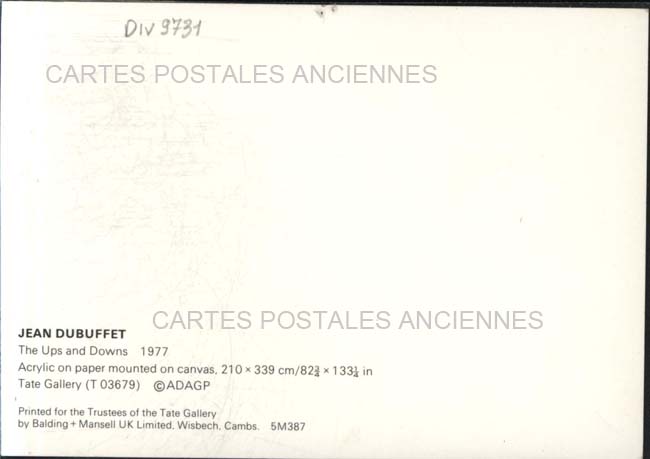 Div 9731
CARTES POSTALES ANCIENNES
CARTES POSTALES ANCIENNES
JEAN DUBUFFET
The Ups and Downs 1977
Acrylic on paper mounted on canvas, 210 × 339 cm/82¾ × 133¼ in
Tate Gallery (T 03679) ©ADAGP
Printed for the Trustees of the Tate Gallery
by Balding + Mansell UK Limited, Wisbech, Cambs. 5M387